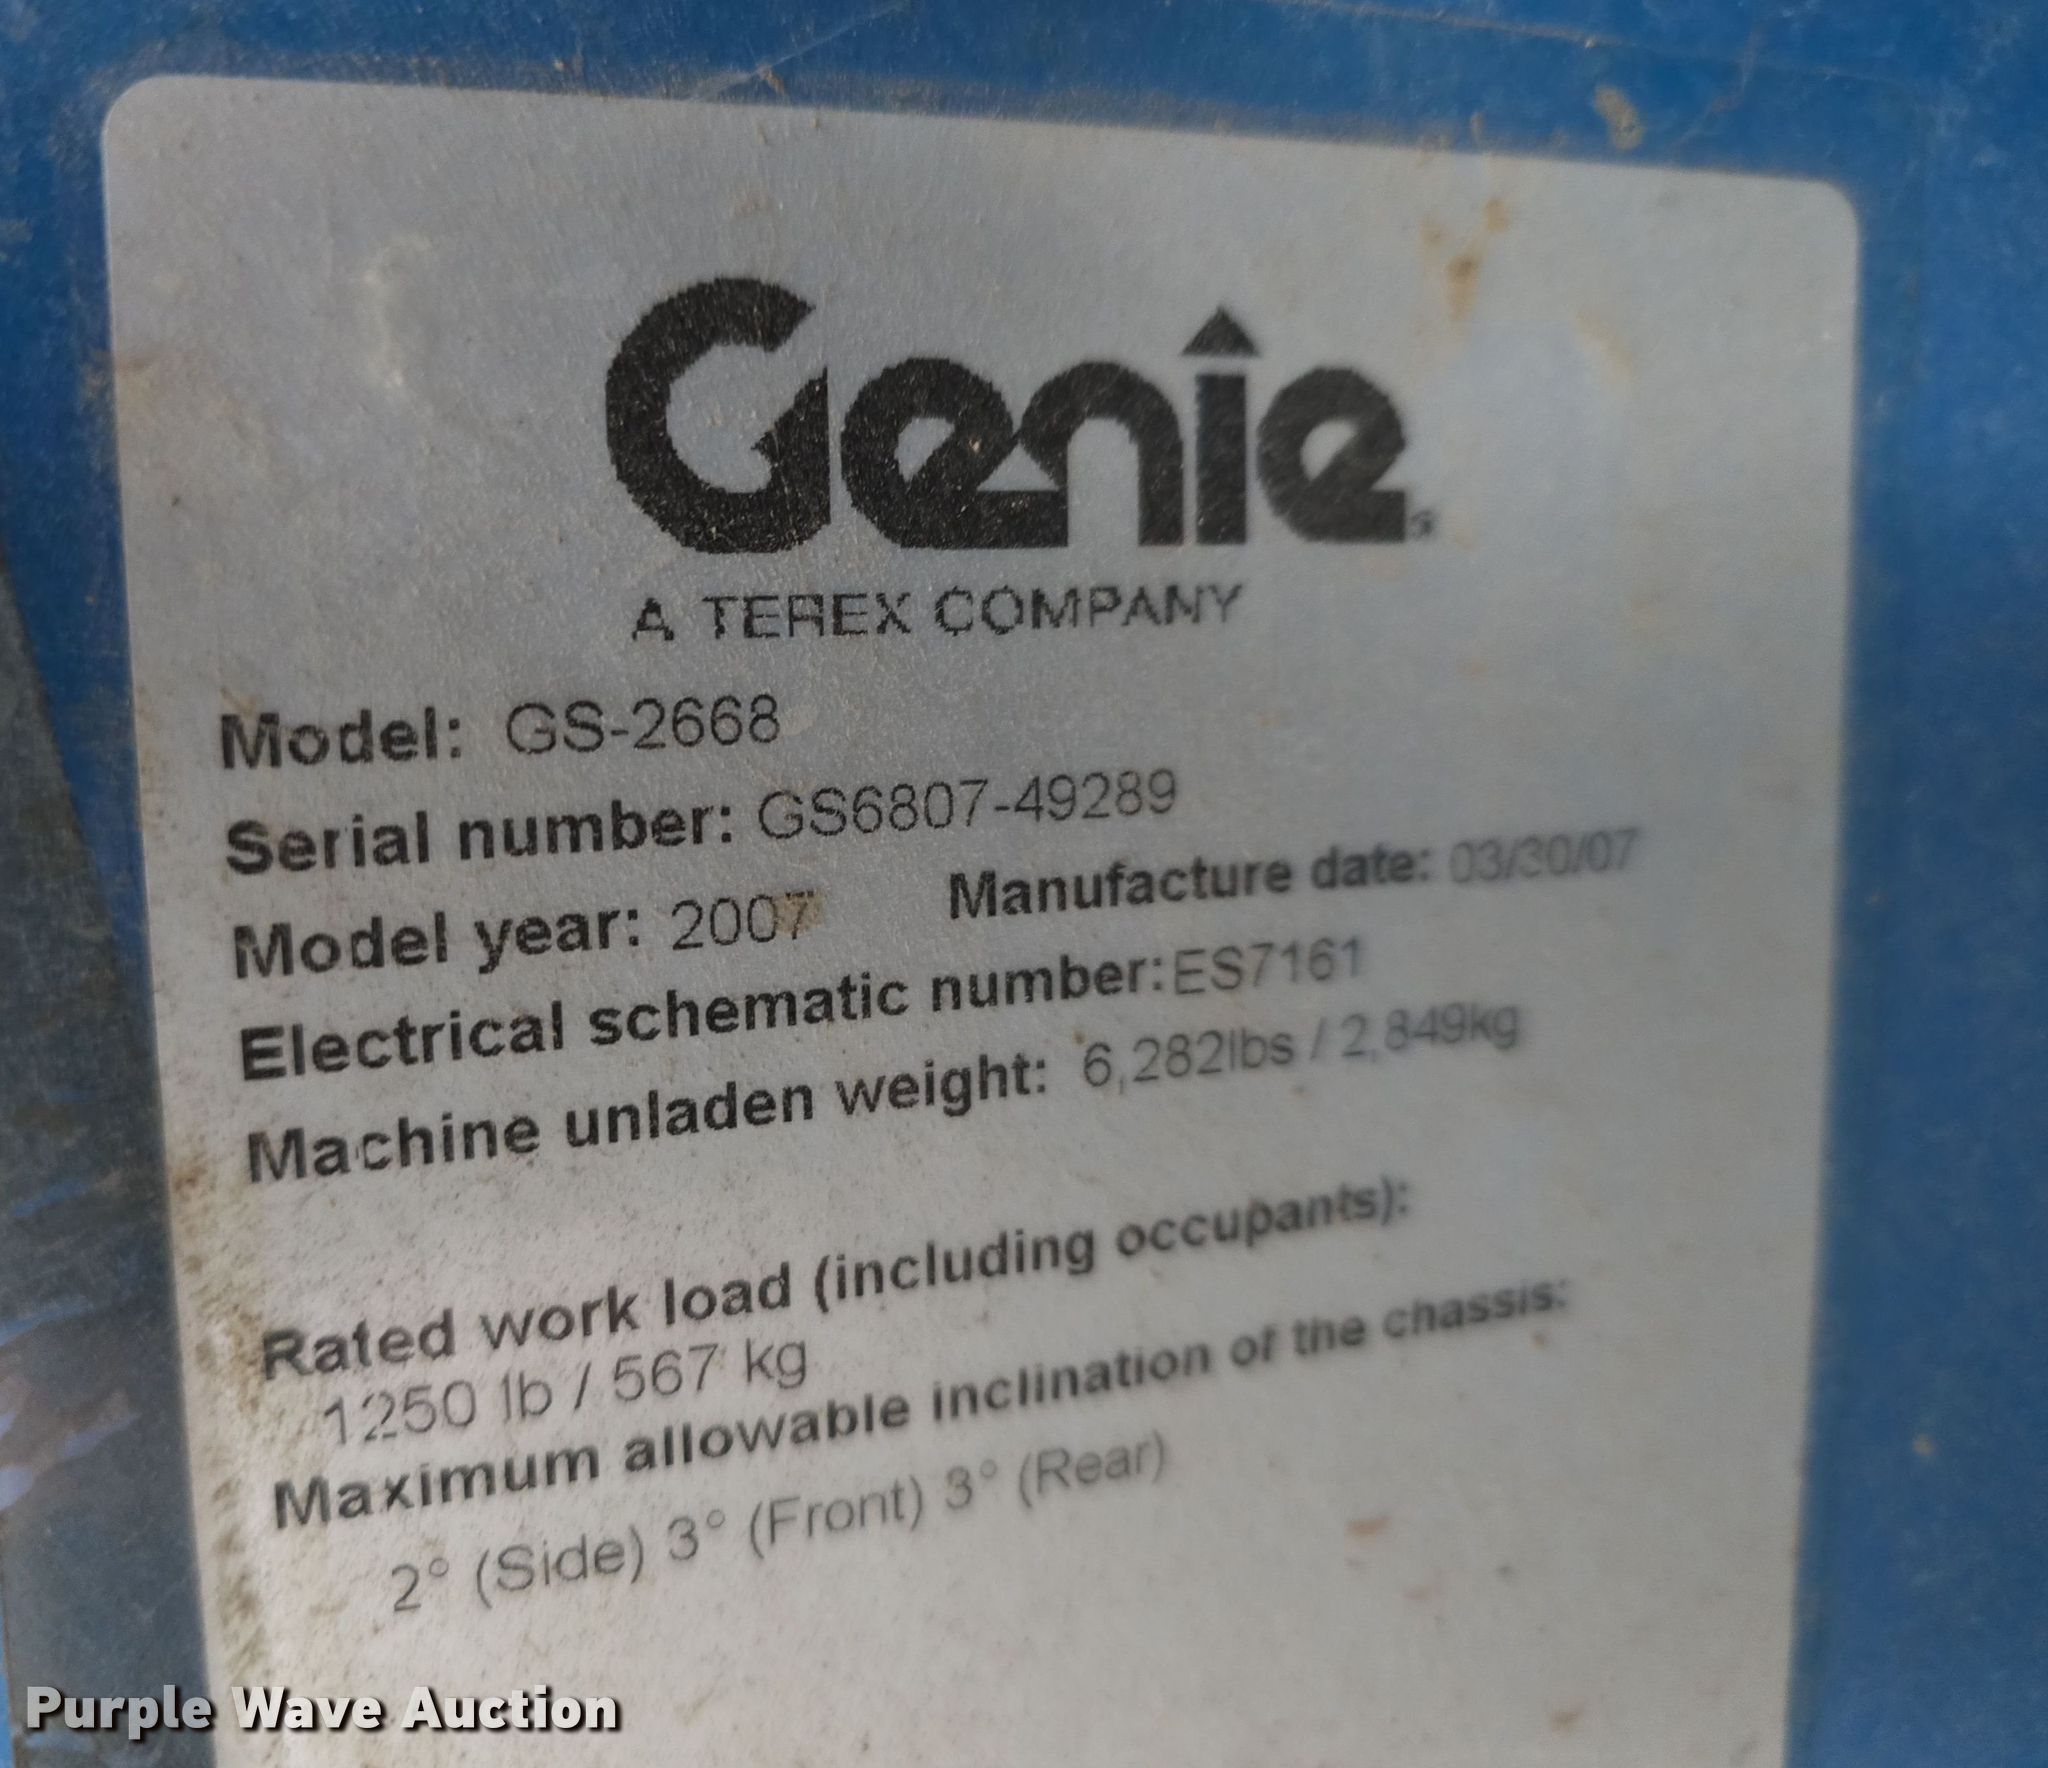 Genie
A TEREX COMPANY
Model: GS-2668
Serial number: GS6807-49289
Model year: 2007 Manufacture date: 03/30/07
Electrical schematic number: ES7161
Machine unladen weight: 6,282lbs / 2,849kg
Rated work load (including occupants):
1250 lb / 567 kg
Maximum allowable inclination of the chassis:
2° (Side) 3° (Front) 3° (Rear)
Purple Wave Auction